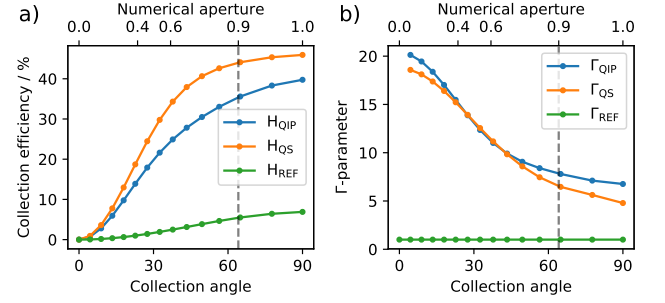 a)
Numerical aperture
0.0 0.4 0.6 0.9 1.0
Collection efficiency / %
40
30
20
10
0
H_QIP
H_QS
H_REF
0 30 60 90
Collection angle
b)
Numerical aperture
0.0 0.4 0.6 0.9 1.0
Γ-parameter
20
15
10
5
0
Γ_QIP
Γ_QS
Γ_REF
0 30 60 90
Collection angle